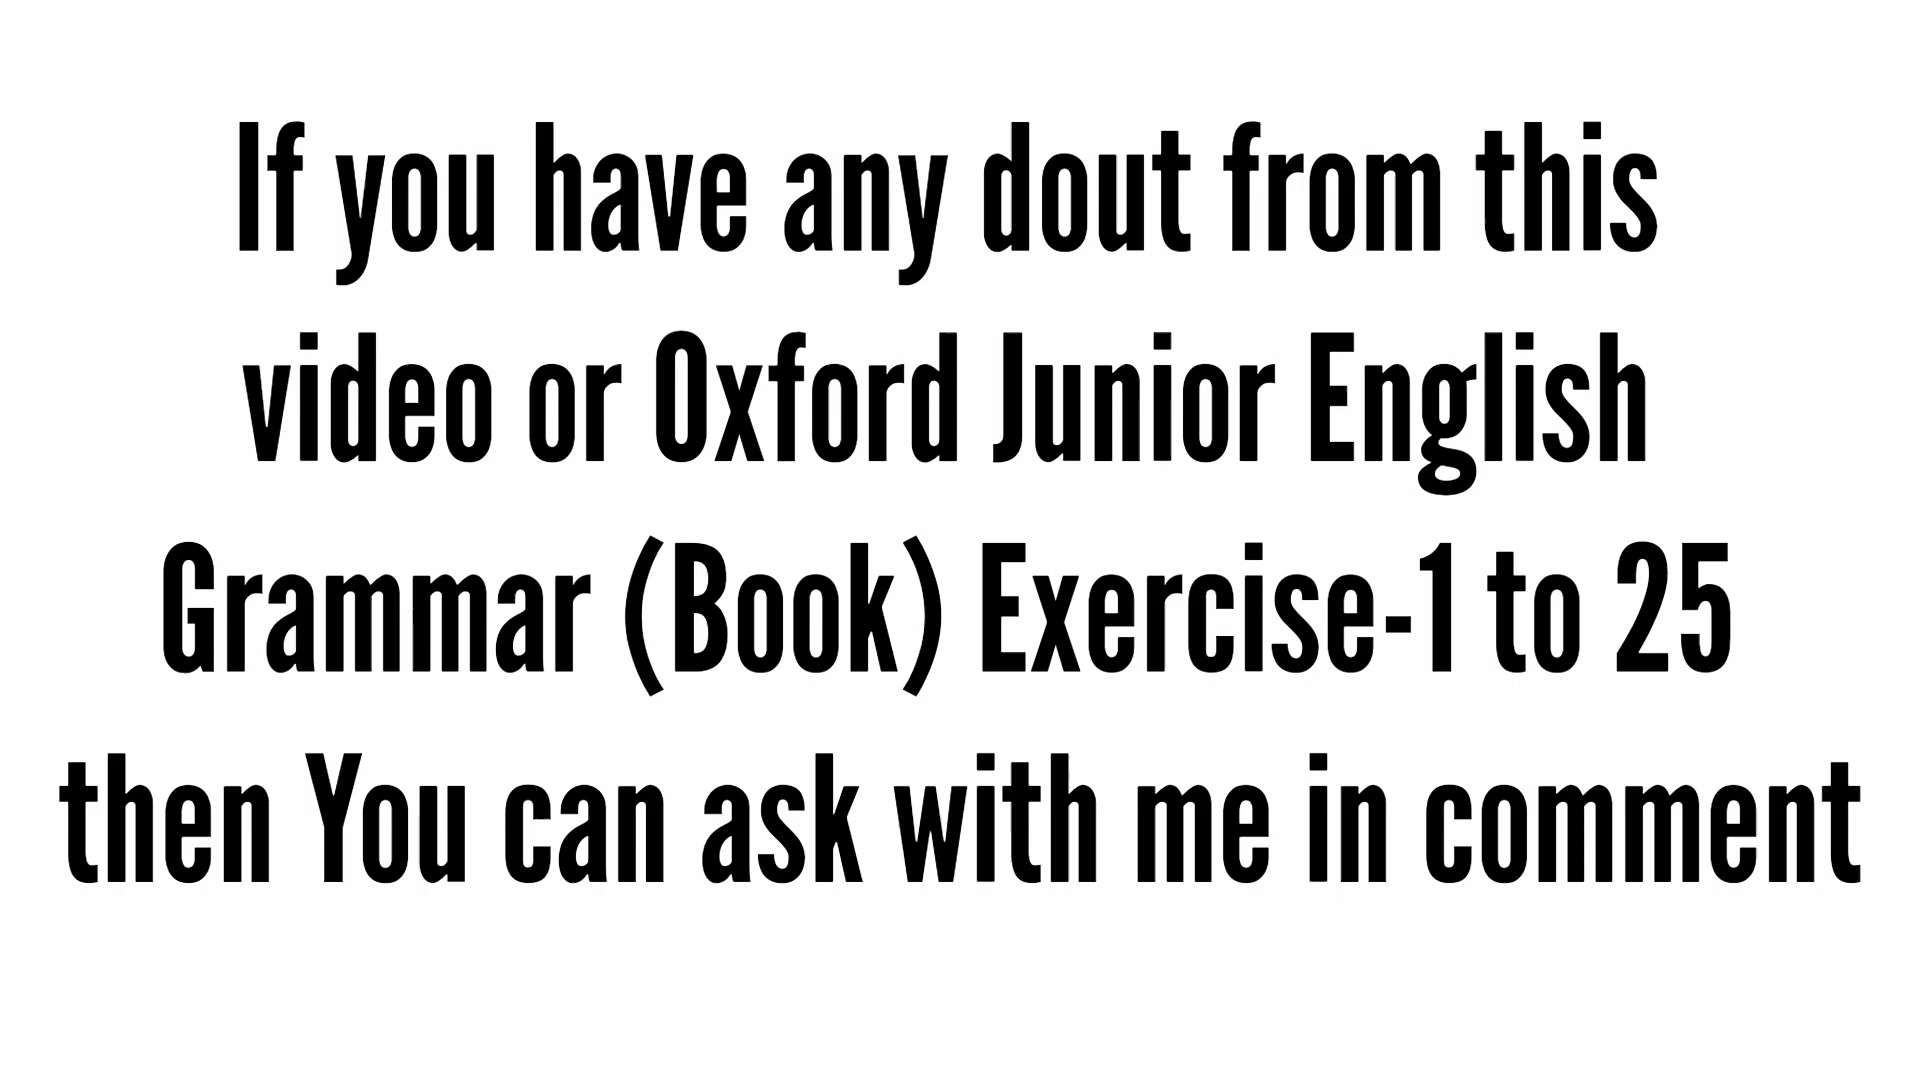 If you have any dout from this
video or Oxford Junior English
Grammar (Book) Exercise-1 to 25
then You can ask with me in comment